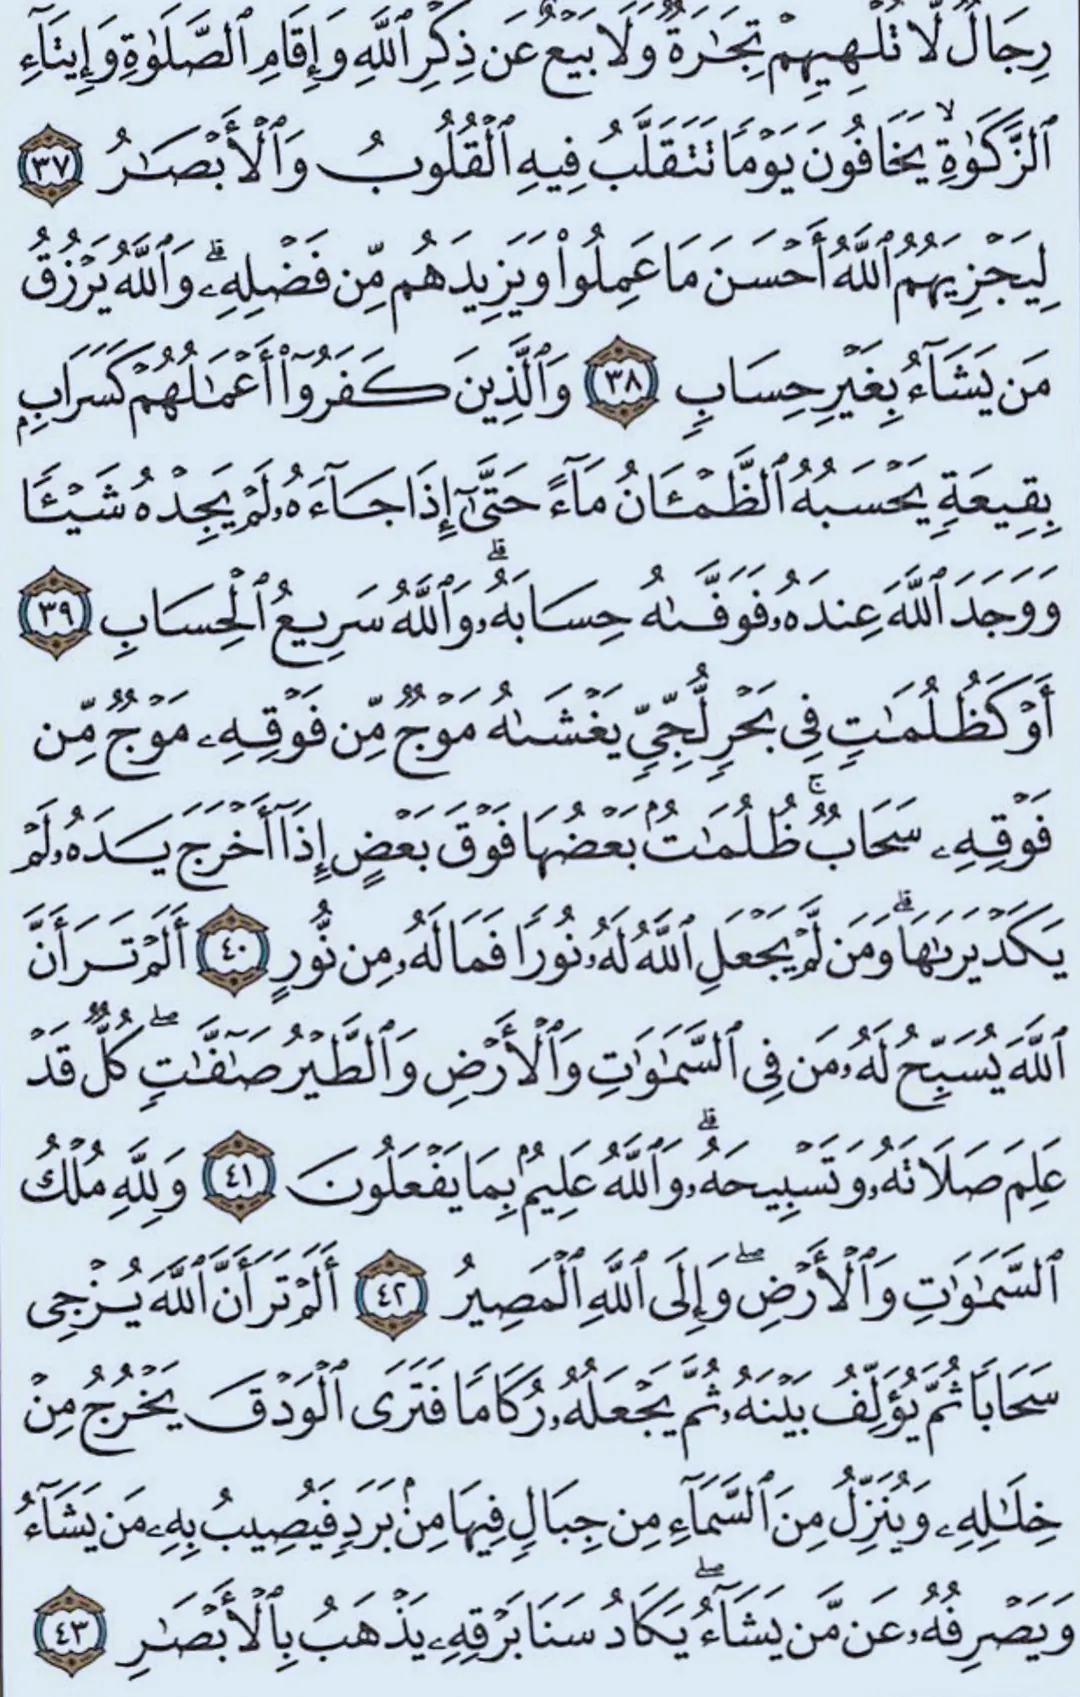 رِجَالٌ لَّا تُلْهِيهِمْ تِجَٰرَةٌ وَلَا بَيْعٌ عَن ذِكْرِ ٱللَّهِ وَإِقَامِ ٱلصَّلَوٰةِ وَإِيتَآءِ
ٱلزَّكَوٰةِ ۙ يَخَافُونَ يَوْمًا تَتَقَلَّبُ فِيهِ ٱلْقُلُوبُ وَٱلْأَبْصَٰرُ ٣٧
لِيَجْزِيَهُمُ ٱللَّهُ أَحْسَنَ مَا عَمِلُوا۟ وَيَزِيدَهُم مِّن فَضْلِهِۦ ۗ وَٱللَّهُ يَرْزُقُ
مَن يَشَآءُ بِغَيْرِ حِسَابٍ ٣٨ وَٱلَّذِينَ كَفَرُوٓا۟ أَعْمَٰلُهُمْ كَسَرَابٍۭ
بِقِيعَةٍ يَحْسَبُهُ ٱلظَّمْـَٔانُ مَآءً حَتَّىٰٓ إِذَا جَآءَهُۥ لَمْ يَجِدْهُ شَيْـًٔا
وَوَجَدَ ٱللَّهَ عِندَهُۥ فَوَفَّىٰهُ حِسَابَهُۥ ۗ وَٱللَّهُ سَرِيعُ ٱلْحِسَابِ ٣٩
أَوْ كَظُلُمَٰتٍ فِى بَحْرٍ لُّجِّىٍّ يَغْشَىٰهُ مَوْجٌ مِّن فَوْقِهِۦ مَوْجٌ مِّن
فَوْقِهِۦ سَحَابٌ ۚ ظُلُمَٰتٌۢ بَعْضُهَا فَوْقَ بَعْضٍ إِذَآ أَخْرَجَ يَدَهُۥ لَمْ
يَكَدْ يَرَىٰهَا ۗ وَمَن لَّمْ يَجْعَلِ ٱللَّهُ لَهُۥ نُورًا فَمَا لَهُۥ مِن نُّورٍ ٤٠ أَلَمْ تَرَ أَنَّ
ٱللَّهَ يُسَبِّحُ لَهُۥ مَن فِى ٱلسَّمَٰوَٰتِ وَٱلْأَرْضِ وَٱلطَّيْرُ صَٰٓفَّٰتٍ ۖ كُلٌّ قَدْ
عَلِمَ صَلَاتَهُۥ وَتَسْبِيحَهُۥ ۗ وَٱللَّهُ عَلِيمٌۢ بِمَا يَفْعَلُونَ ٤١ وَلِلَّهِ مُلْكُ
ٱلسَّمَٰوَٰتِ وَٱلْأَرْضِ ۖ وَإِلَى ٱللَّهِ ٱلْمَصِيرُ ٤٢ أَلَمْ تَرَ أَنَّ ٱللَّهَ يُزْجِى
سَحَابًا ثُمَّ يُؤَلِّفُ بَيْنَهُۥ ثُمَّ يَجْعَلُهُۥ رُكَامًا فَتَرَى ٱلْوَدْقَ يَخْرُجُ مِنْ
خِلَٰلِهِۦ وَيُنَزِّلُ مِنَ ٱلسَّمَآءِ مِن جِبَالٍ فِيهَا مِنۢ بَرَدٍ فَيُصِيبُ بِهِۦ مَن يَشَآءُ
وَيَصْرِفُهُۥ عَن مَّن يَشَآءُ ۖ يَكَادُ سَنَا بَرْقِهِۦ يَذْهَبُ بِٱلْأَبْصَٰرِ ٤٣